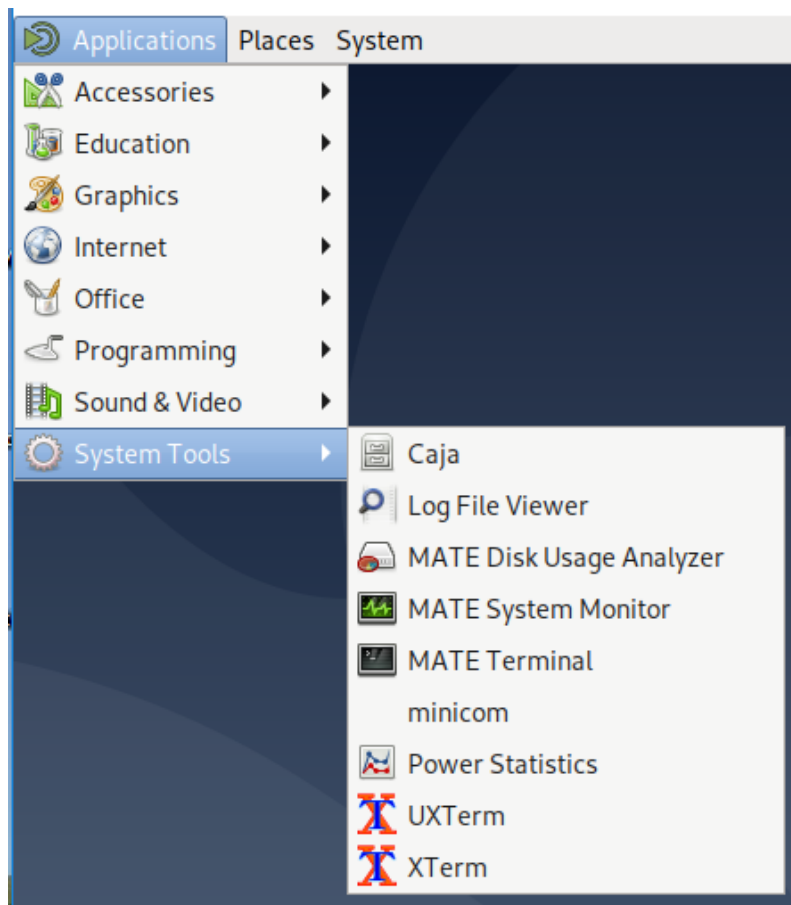 Applications Places System
Accessories
Education
Graphics
Internet
Office
Programming
Sound & Video
System Tools
Caja
Log File Viewer
MATE Disk Usage Analyzer
MATE System Monitor
MATE Terminal
minicom
Power Statistics
UXTerm
XTerm